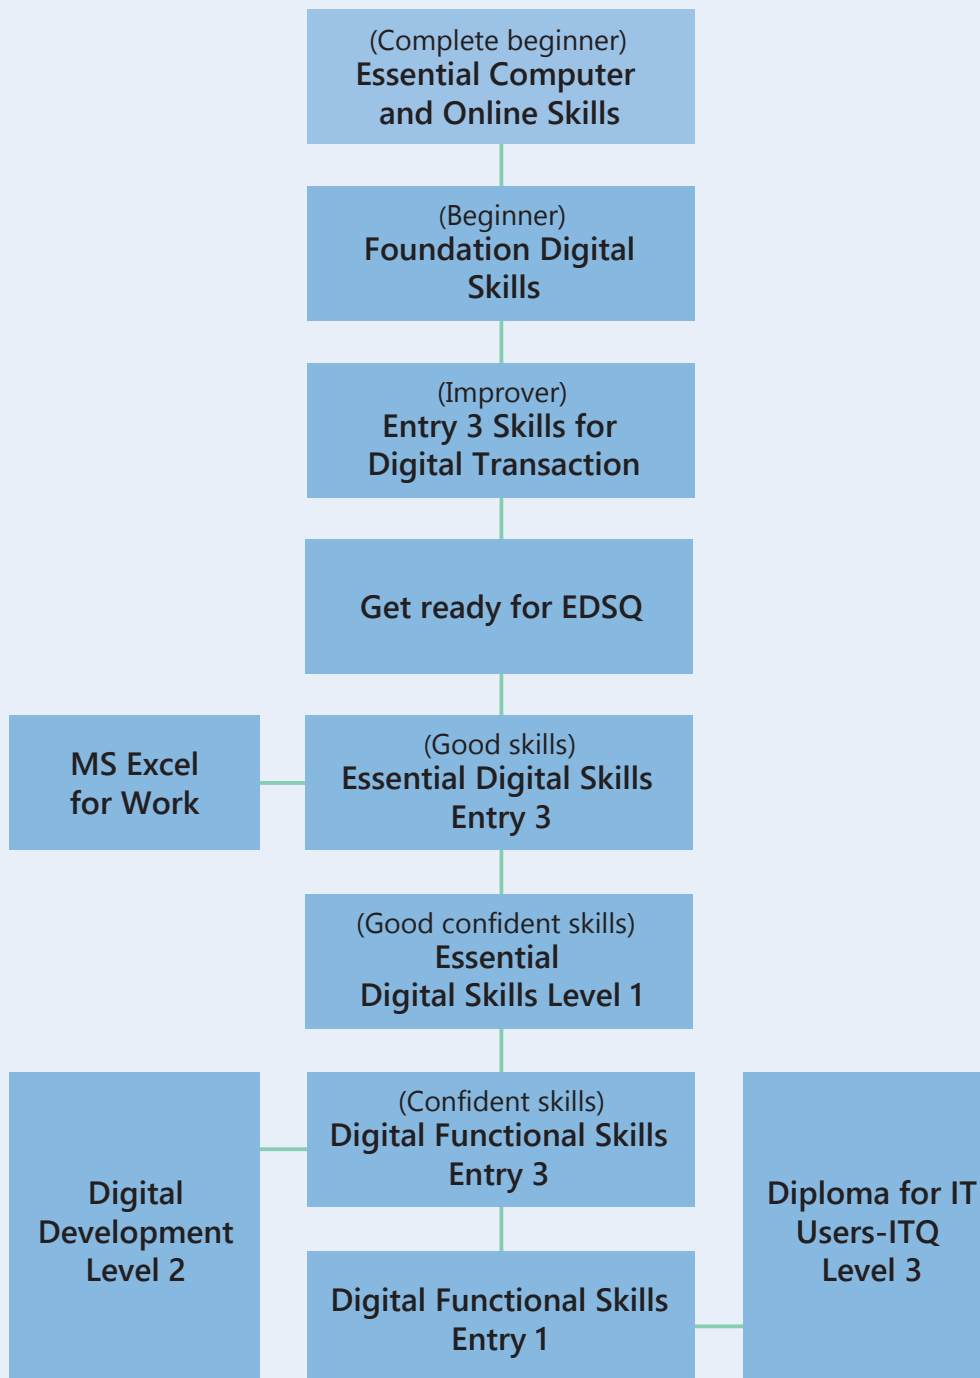 (Complete beginner)
Essential Computer
and Online Skills
(Beginner)
Foundation Digital
Skills
(Improver)
Entry 3 Skills for
Digital Transaction
Get ready for EDSQ
MS Excel
for Work
(Good skills)
Essential Digital Skills
Entry 3
(Good confident skills)
Essential
Digital Skills Level 1
(Confident skills)
Digital Functional Skills
Entry 3
Digital
Development
Level 2
Diploma for IT
Users-ITQ
Level 3
Digital Functional Skills
Entry 1